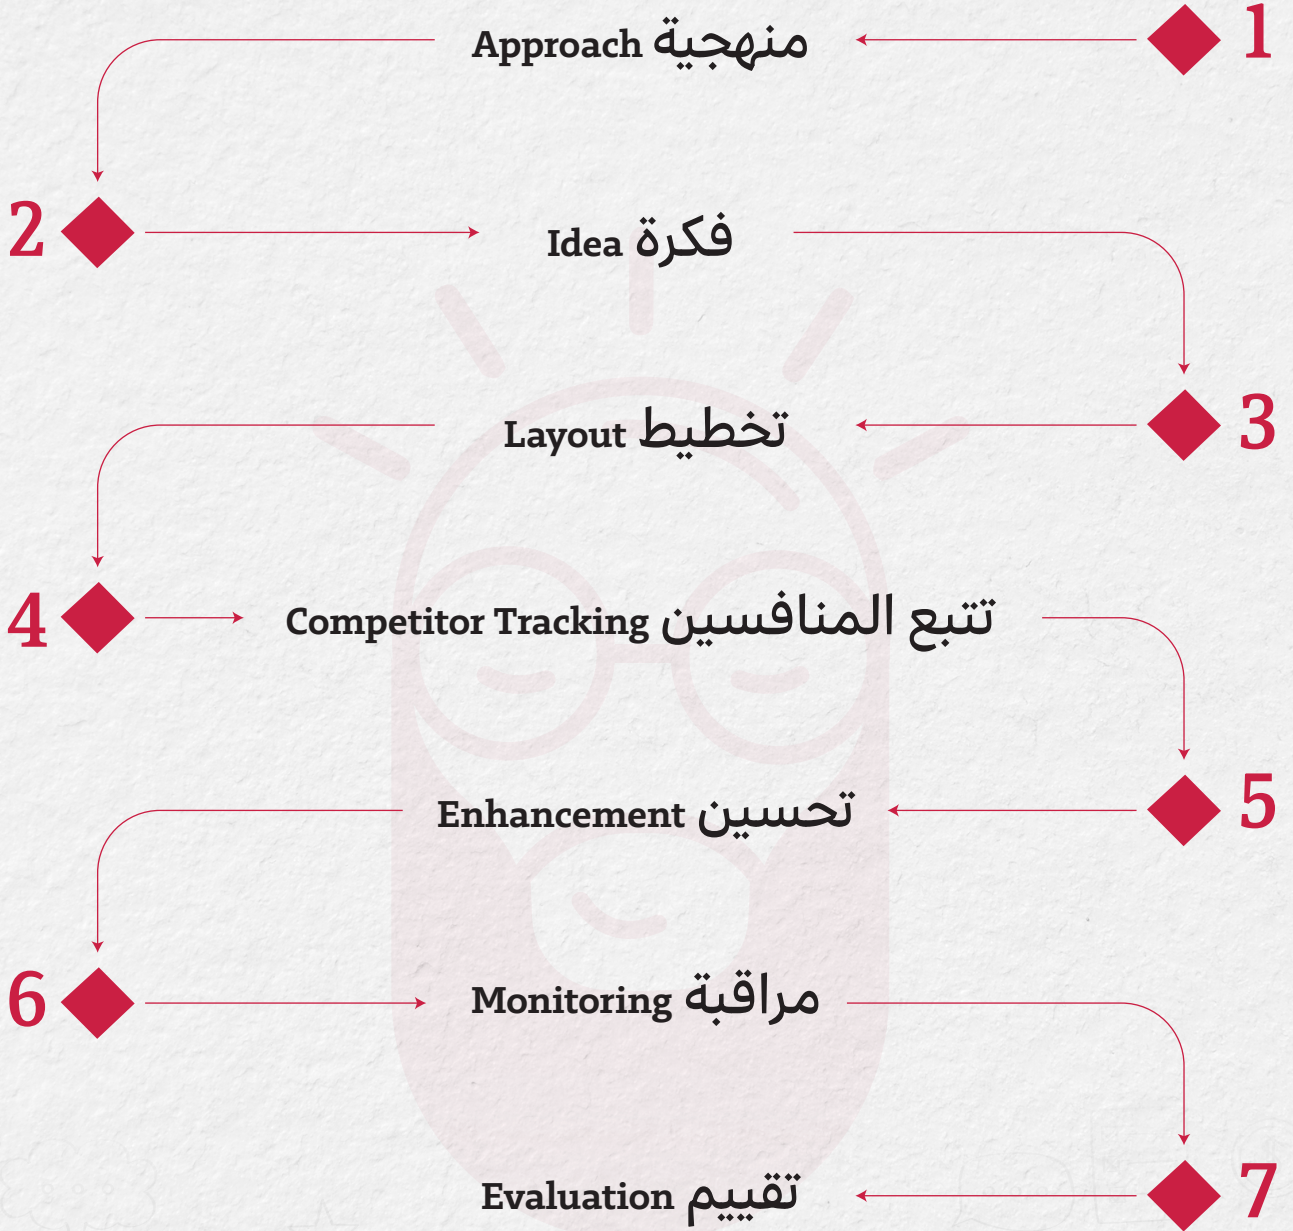 1 منهجية Approach
2 فكرة Idea
3 تخطيط Layout
4 تتبع المنافسين Competitor Tracking
5 تحسين Enhancement
6 مراقبة Monitoring
7 تقييم Evaluation